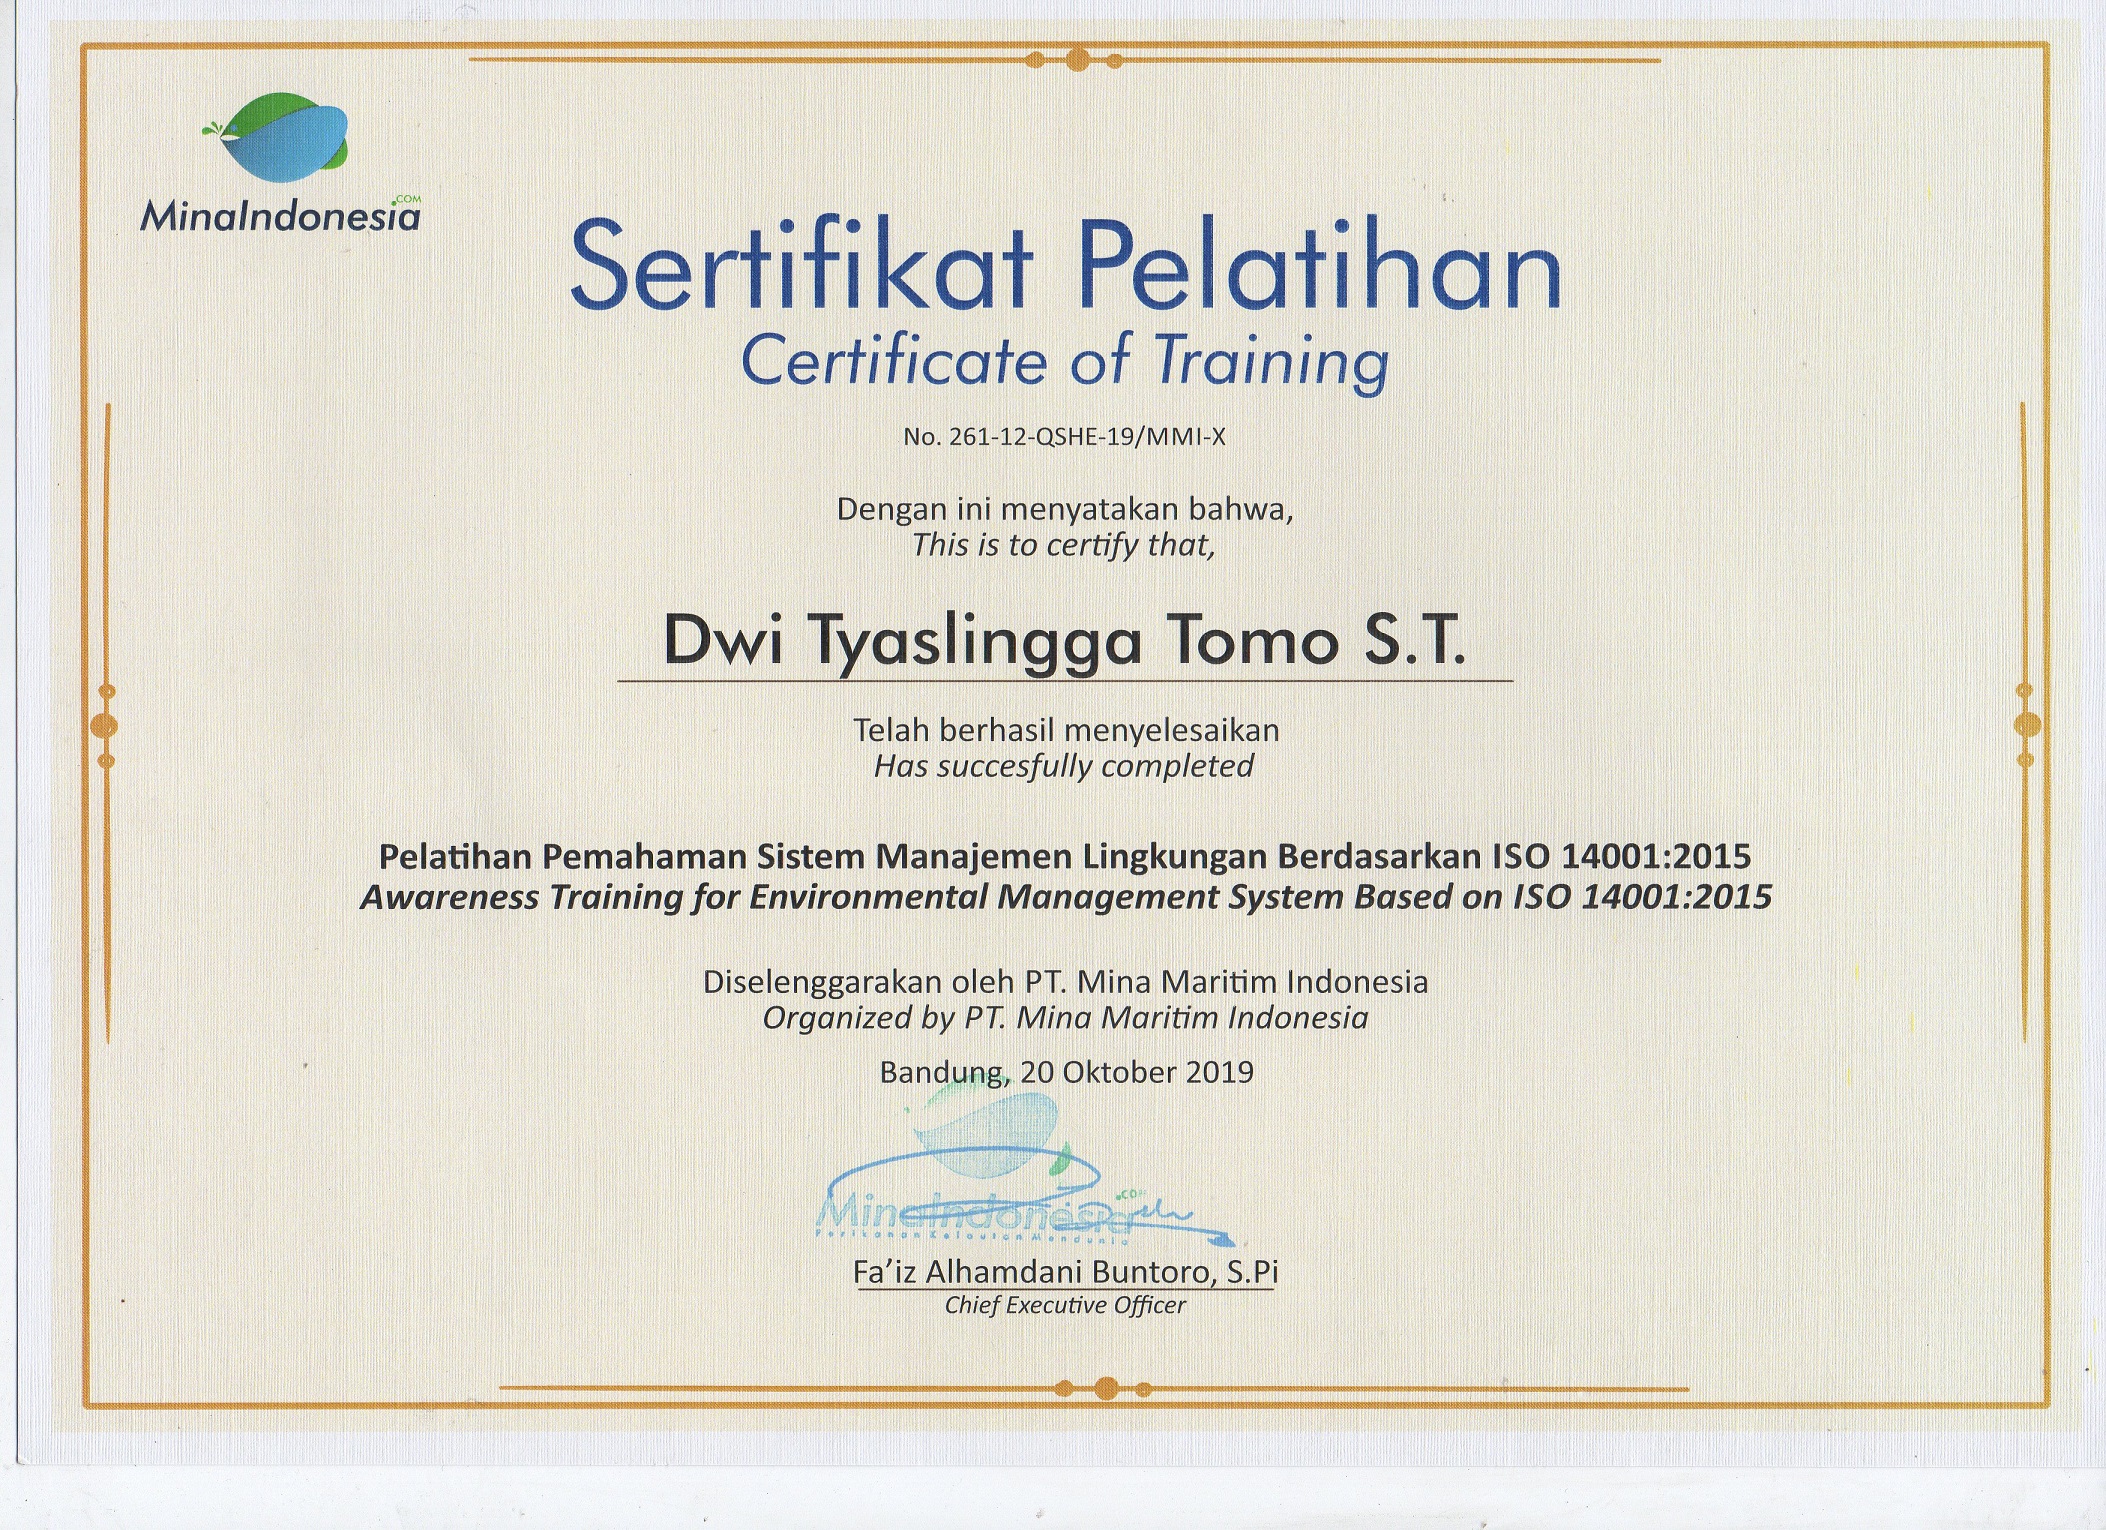 MinaIndonesia.COM
Sertifikat Pelatihan
Certificate of Training
No. 261-12-QSHE-19/MMI-X
Dengan ini menyatakan bahwa,
This is to certify that,
Dwi Tyaslingga Tomo S.T.
Telah berhasil menyelesaikan
Has succesfully completed
Pelatihan Pemahaman Sistem Manajemen Lingkungan Berdasarkan ISO 14001:2015
Awareness Training for Environmental Management System Based on ISO 14001:2015
Diselenggarakan oleh PT. Mina Maritim Indonesia
Organized by PT. Mina Maritim Indonesia
Bandung, 20 Oktober 2019
MinaIndonesia.COM
Perikanan Kelautan Mendunia
Fa’iz Alhamdani Buntoro, S.Pi
Chief Executive Officer